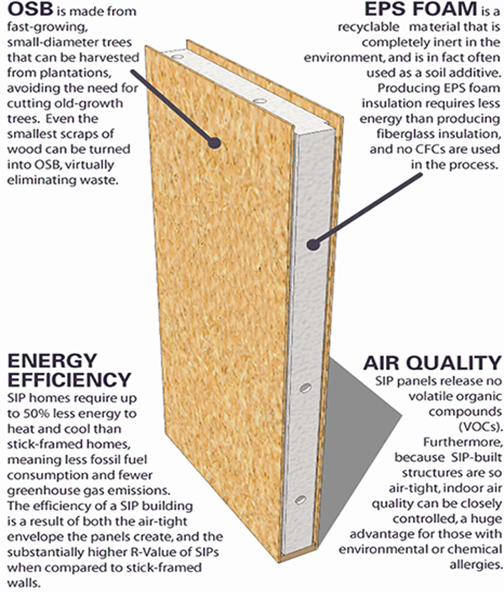 OSB is made from
fast-growing,
small-diameter trees
that can be harvested
from plantations,
avoiding the need for
cutting old-growth
trees. Even the
smallest scraps of
wood can be turned
into OSB, virtually
eliminating waste.
EPS FOAM is a
recyclable material that is
completely inert in the
environment, and is in fact often
used as a soil additive.
Producing EPS foam
insulation requires less
energy than producing
fiberglass insulation,
and no CFCs are used
in the process.
ENERGY
EFFICIENCY
SIP homes require up
to 50% less energy to
heat and cool than
stick-framed homes,
meaning less fossil fuel
consumption and fewer
greenhouse gas emissions.
The efficiency of a SIP building
is a result of both the air-tight
envelope the panels create, and the
substantially higher R-Value of SIPs
when compared to stick-framed
walls.
AIR QUALITY
SIP panels release no
volatile organic
compounds
(VOCs).
Furthermore,
because SIP-built
structures are so
air-tight, indoor air
quality can be closely
controlled, a huge
advantage for those with
environmental or chemical
allergies.